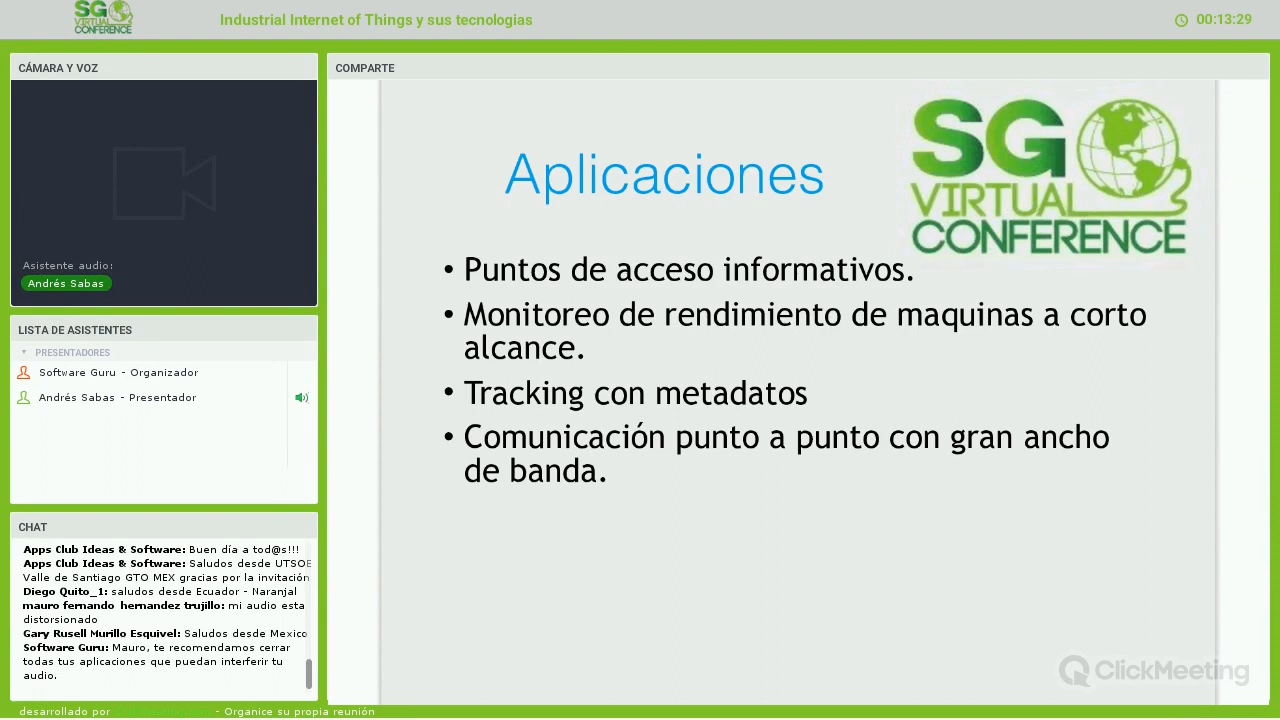 SG
VIRTUAL
CONFERENCE
Industrial Internet of Things y sus tecnologias
00:13:29
CÁMARA Y VOZ
Asistente audio:
Andrés Sabas
LISTA DE ASISTENTES
PRESENTADORES
Software Guru - Organizador
Andrés Sabas - Presentador
CHAT
Apps Club Ideas & Software: Buen día a tod@s!!!
Apps Club Ideas & Software: Saludos desde UTSOE
Valle de Santiago GTO MEX gracias por la invitación
Diego Quito_1: saludos desde Ecuador - Naranjal
mauro fernando hernandez trujillo: mi audio esta
distorsionado
Gary Rusell Murillo Esquivel: Saludos desde Mexico
Software Guru: Mauro, te recomendamos cerrar
todas tus aplicaciones que puedan interferir tu
audio.
COMPARTE
SG
VIRTUAL
CONFERENCE
Aplicaciones
• Puntos de acceso informativos.
• Monitoreo de rendimiento de maquinas a corto
alcance.
• Tracking con metadatos
• Comunicación punto a punto con gran ancho
de banda.
ClickMeeting
desarrollado por - Organice su propia reunión